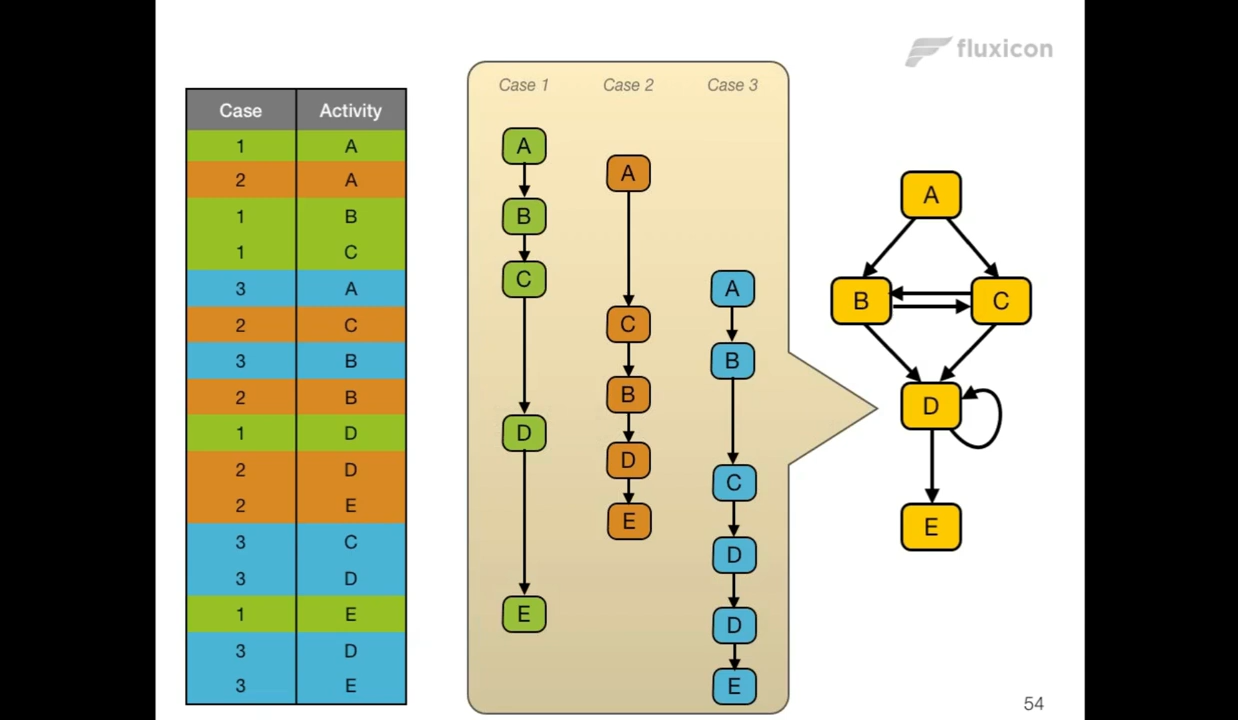 fluxicon
Case Activity
1 A
2 A
1 B
1 C
3 A
2 C
3 B
2 B
1 D
2 D
2 E
3 C
3 D
1 E
3 D
3 E
Case 1 Case 2 Case 3
A
B
C
D
E
A
C
B
D
E
A
B
C
D
D
E
A
B C
D
E
54